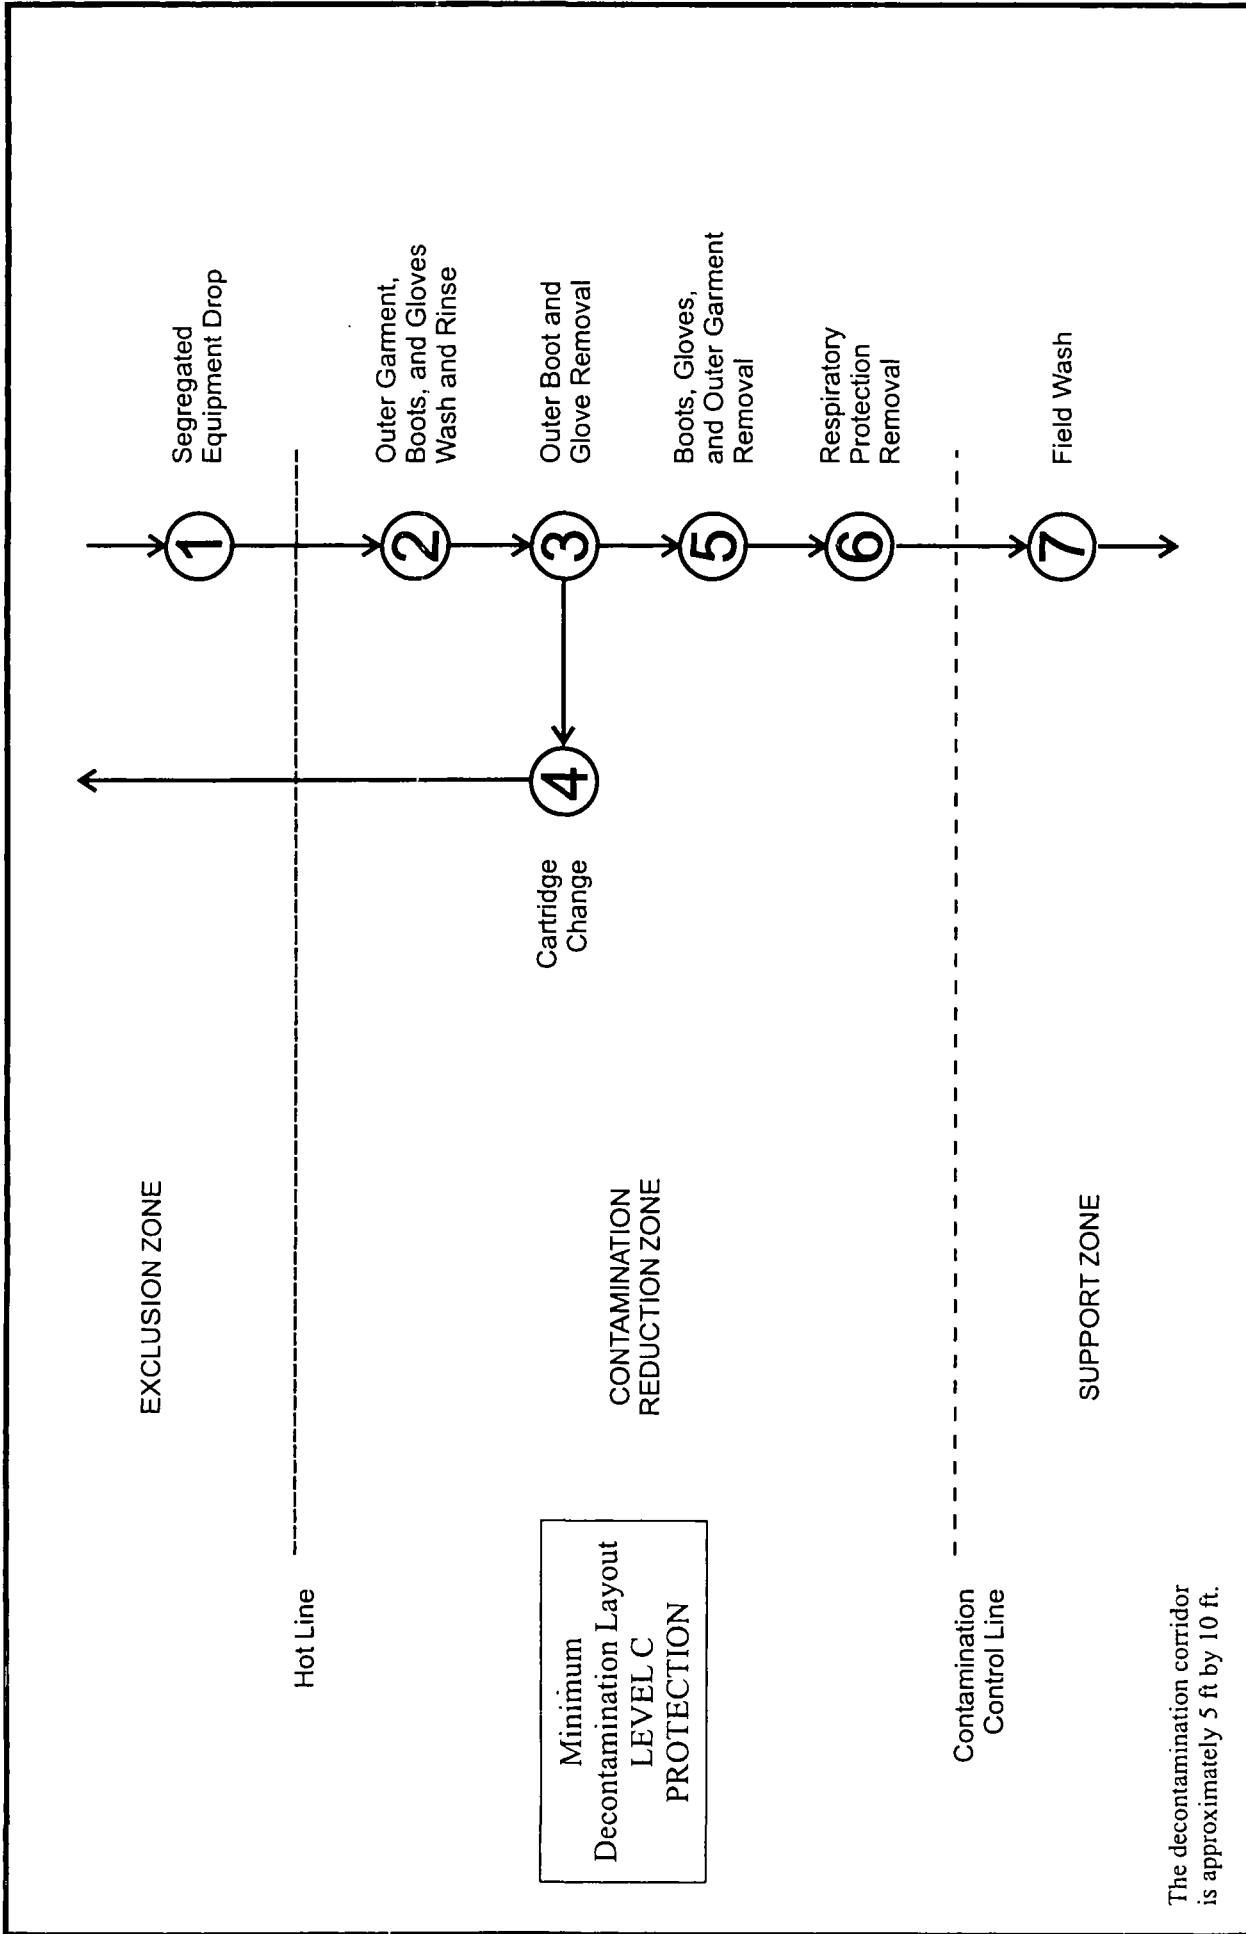 EXCLUSION ZONE
Segregated
Equipment Drop
1
Hot Line
Outer Garment,
Boots, and Gloves
Wash and Rinse
2
Minimum
Decontamination Layout
LEVEL C
PROTECTION
CONTAMINATION
REDUCTION ZONE
Cartridge
Change
4
3
Outer Boot and
Glove Removal
5
Boots, Gloves,
and Outer Garment
Removal
6
Respiratory
Protection
Removal
Contamination
Control Line
SUPPORT ZONE
7
Field Wash
The decontamination corridor
is approximately 5 ft by 10 ft.